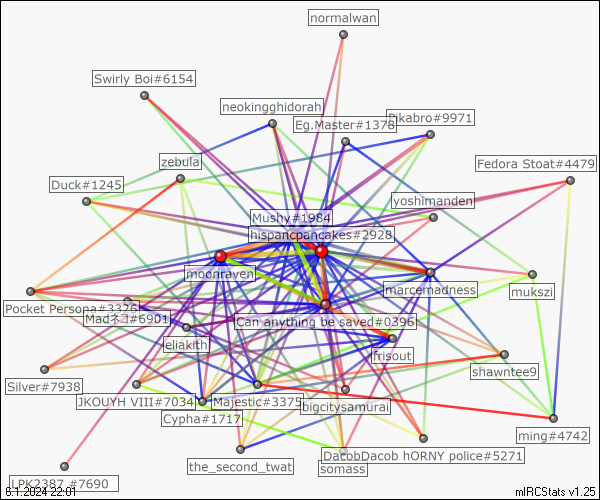 normalwan
Swirly Boi#6154
neokingghidorah
Eg.Master#1378
Pikabro#9971
zebulaj
Fedora Stoat#4479
Duck#1245
yoshimanden
Mushy#1984
hispancpancakes#2928
moonraven
marcemadness
mukszi
Pocket Persona#3326
Madネコ#6901
Can anything be saved#0396
eliakith
frisout
shawntee9
Silver#7938
JKOUYH VIII#7034
Majestic#3375
bigcitysamurai
Cypha#1717
ming#4742
DacobDacob hORNY police#5271
the_second_twat
somass
LPK2387 #7690
6.1.2024 22:01
mIRCStats v1.25